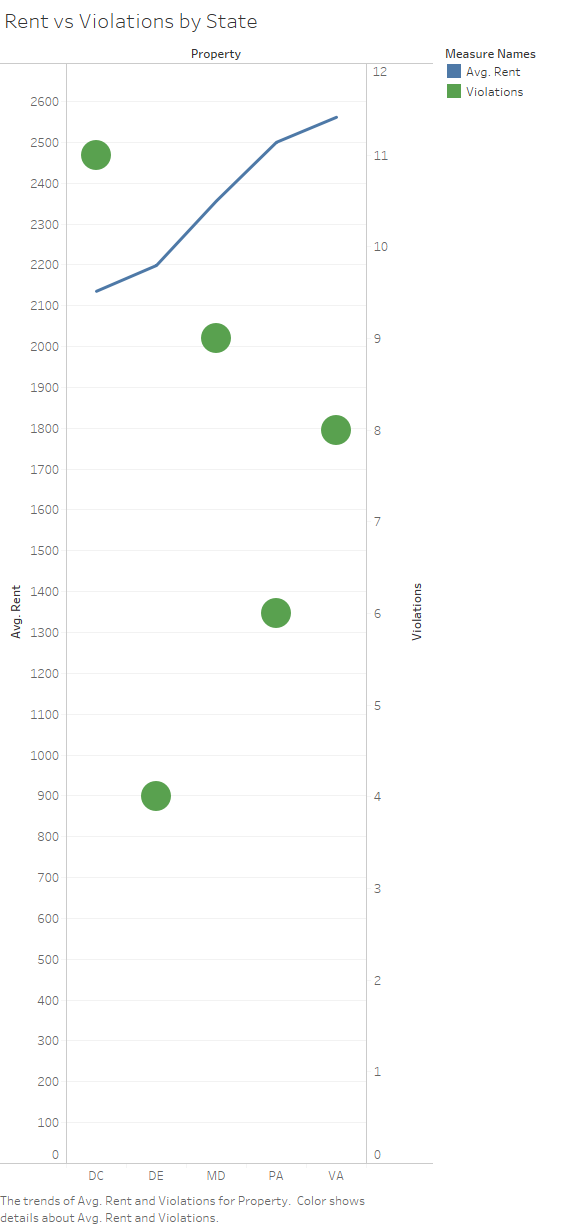 Rent vs Violations by State
Property
Measure Names
Avg. Rent
Violations
12
2600
2500
11
2400
2300
10
2200
2100
2000
9
1900
1800
8
1700
1600
7
1500
1400
Avg. Rent
Violations
6
1300
1200
1100
5
1000
900
4
800
700
3
600
500
2
400
300
200
1
100
0
0
DC
DE
MD
PA
VA
The trends of Avg. Rent and Violations for Property.  Color shows
details about Avg. Rent and Violations.